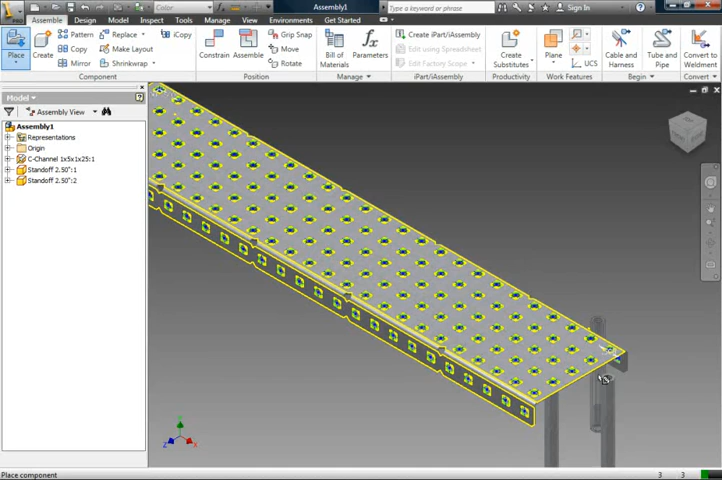 Color
Assembly1
Type a keyword or phrase
Sign In
PRO
Assemble Design Model Inspect Tools Manage View Environments Get Started
Place
Create
Pattern
Copy
Mirror
Replace
Make Layout
Shrinkwrap
iCopy
Component
Constrain
Assemble
Grip Snap
Move
Rotate
Position
Bill of
Materials
Parameters
Manage
Create iPart/iAssembly
Edit using Spreadsheet
Edit Factory Scope
iPart/iAssembly
Create
Substitutes
Productivity
Plane
UCS
Work Features
Cable and
Harness
Tube and
Pipe
Begin
Convert to
Weldment
Convert
Model
Assembly View
Assembly1
Representations
Origin
C-Channel 1x5x1x25:1
Standoff 2.50":1
Standoff 2.50":2
Y
Z
X
Place component
3 3